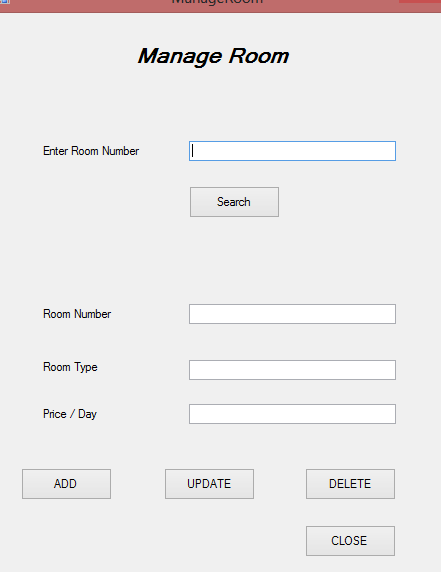 ManageRoom
Manage Room
Enter Room Number
Search
Room Number
Room Type
Price / Day
ADD UPDATE DELETE
CLOSE